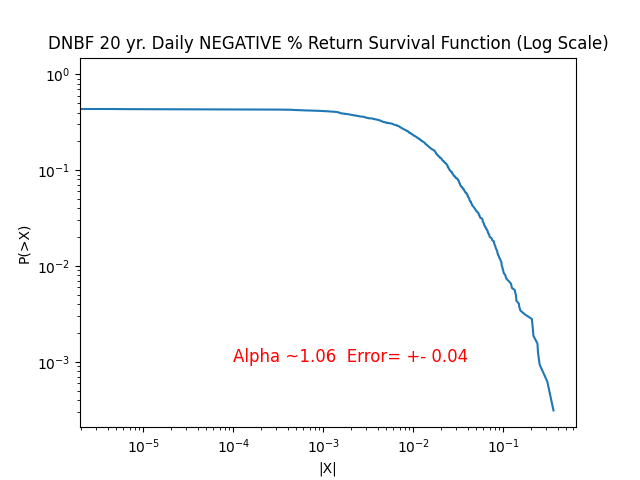 DNBF 20 yr. Daily NEGATIVE % Return Survival Function (Log Scale)
10⁰
10⁻¹
10⁻²
10⁻³
P(>X)
Alpha ~1.06  Error= +- 0.04
10⁻⁵ 10⁻⁴ 10⁻³ 10⁻² 10⁻¹
|X|